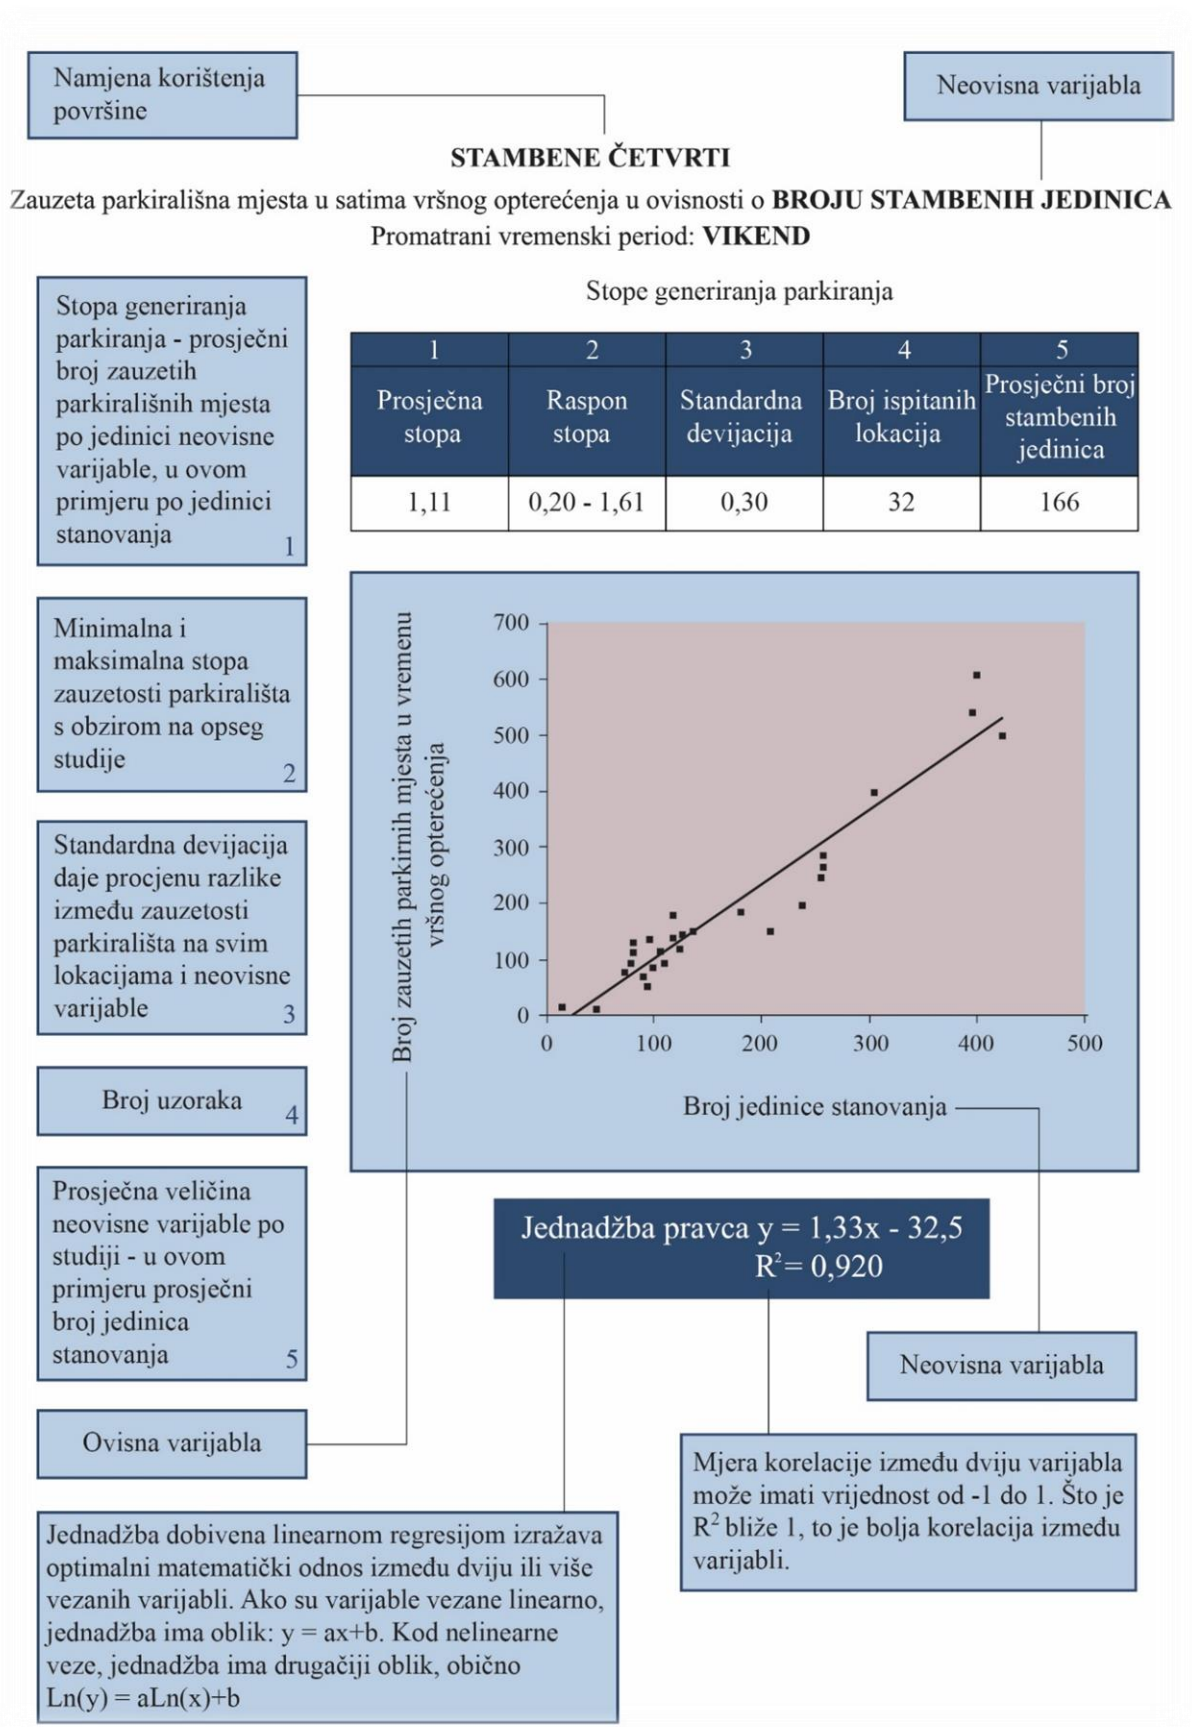 Namjena korištenja
površine
Neovisna varijabla
STAMBENE ČETVRTI
Zauzeta parkirališna mjesta u satima vršnog opterećenja u ovisnosti o BROJU STAMBENIH JEDINICA
Promatrani vremenski period: VIKEND
Stopa generiranja
parkiranja - prosječni
broj zauzetih
parkirališnih mjesta
po jedinici neovisne
varijable, u ovom
primjeru po jedinici
stanovanja
1
Minimalna i
maksimalna stopa
zauzetosti parkirališta
s obzirom na opseg
studije
2
Standardna devijacija
daje procjenu razlike
između zauzetosti
parkirališta na svim
lokacijama i neovisne
varijable
3
Broj uzoraka
4
Prosječna veličina
neovisne varijable po
studiji - u ovom
primjeru prosječni
broj jedinica
stanovanja
5
Ovisna varijabla
Stope generiranja parkiranja
1 2 3 4 5
Prosječna
stopa
Raspon
stopa
Standardna
devijacija
Broj ispitanih
lokacija
Prosječni broj
stambenih
jedinica
1,11 0,20 - 1,61 0,30 32 166
Broj zauzetih parkirnih mjesta u vremenu
vršnog opterećenja
700
600
500
400
300
200
100
0
0 100 200 300 400 500
Broj jedinice stanovanja
Jednadžba pravca y = 1,33x - 32,5
R²= 0,920
Neovisna varijabla
Mjera korelacije između dviju varijabla
može imati vrijednost od -1 do 1. Što je
R² bliže 1, to je bolja korelacija između
varijabli.
Jednadžba dobivena linearnom regresijom izražava
optimalni matematički odnos između dviju ili više
vezanih varijabli. Ako su varijable vezane linearno,
jednadžba ima oblik: y = ax+b. Kod nelinearne
veze, jednadžba ima drugačiji oblik, obično
Ln(y) = aLn(x)+b